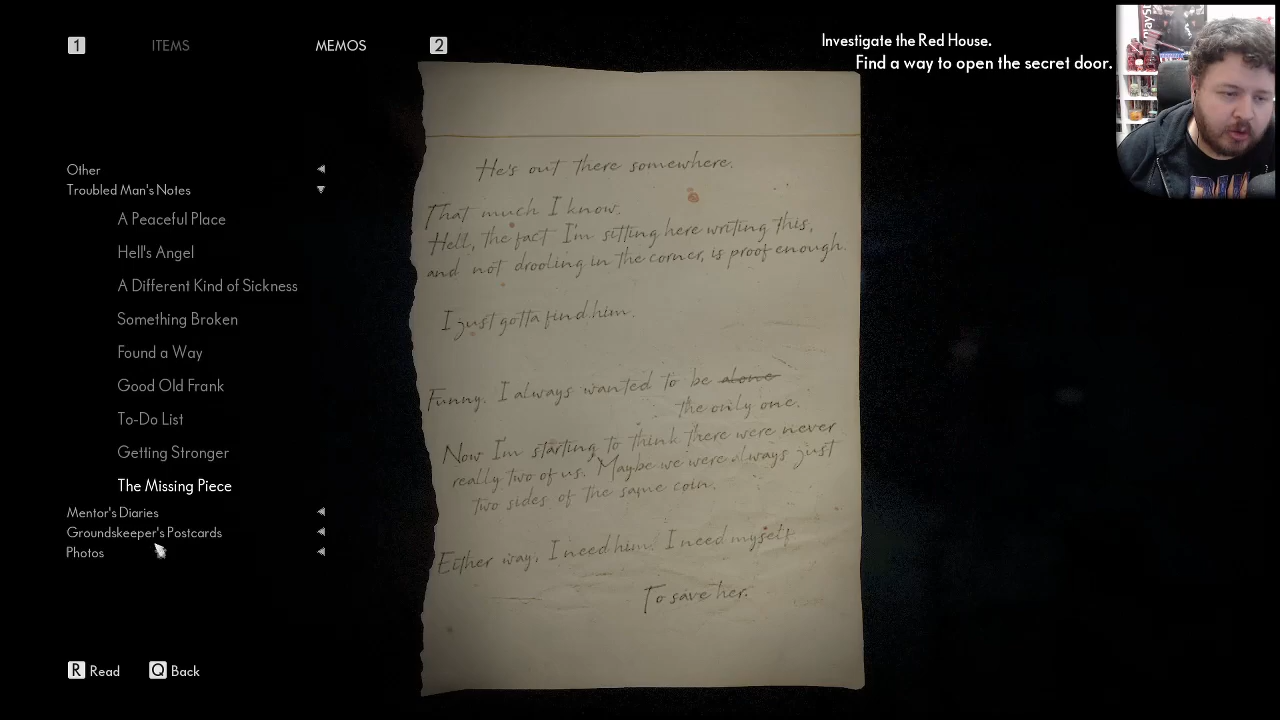 1
ITEMS
MEMOS
2
Investigate the Red House.
Find a way to open the secret door.
Other
Troubled Man's Notes
A Peaceful Place
Hell's Angel
A Different Kind of Sickness
Something Broken
Found a Way
Good Old Frank
To-Do List
Getting Stronger
The Missing Piece
Mentor's Diaries
Groundskeeper's Postcards
Photos
R Read
Q Back
He's out there somewhere.
That much I know.
Hell, the fact I'm sitting here writing this,
and not drooling in the corner, is proof enough.
I just gotta find him.
Funny. I always wanted to be alone
the only one.
Now I'm starting to think there were never
really two of us. Maybe we were always just
two sides of the same coin.
Either way, I need him. I need myself
To save her.